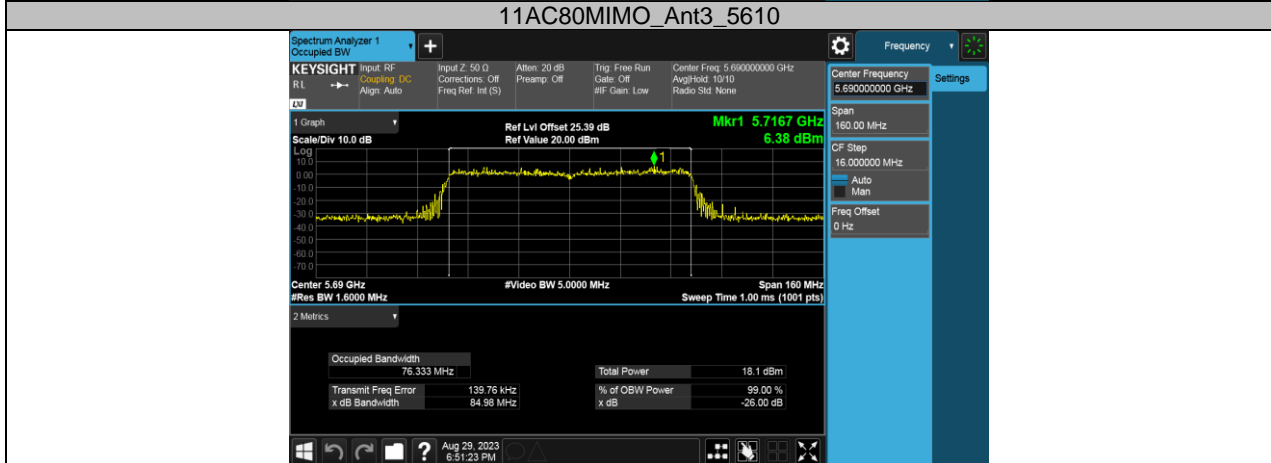 11AC80MIMO_Ant3_5610
Spectrum Analyzer 1
Occupied BW
+
Frequency
KEYSIGHT
RL
LXI
Input: RF
Coupling: DC
Align: Auto
Input Z: 50 Ω
Corrections: Off
Freq Ref: Int (S)
Atten: 20 dB
Preamp: Off
Trig: Free Run
Gate: Off
#IF Gain: Low
Center Freq: 5.690000000 GHz
Avg|Hold: 10/10
Radio Std: None
Center Frequency
5.690000000 GHz
Settings
Span
160.00 MHz
CF Step
16.000000 MHz
Auto
Man
Freq Offset
0 Hz
1 Graph
Scale/Div 10.0 dB
Ref Lvl Offset 25.39 dB
Ref Value 20.00 dBm
Mkr1 5.7167 GHz
6.38 dBm
Log
10.0
0.00
-10.0
-20.0
-30.0
-40.0
-50.0
-60.0
-70.0
1
Center 5.69 GHz
#Res BW 1.6000 MHz
#Video BW 5.0000 MHz
Span 160 MHz
Sweep Time 1.00 ms (1001 pts)
2 Metrics
Occupied Bandwidth
76.333 MHz
Total Power 18.1 dBm
Transmit Freq Error 139.76 kHz
% of OBW Power 99.00 %
x dB Bandwidth 84.98 MHz
x dB -26.00 dB
?
Aug 29, 2023
6:51:23 PM